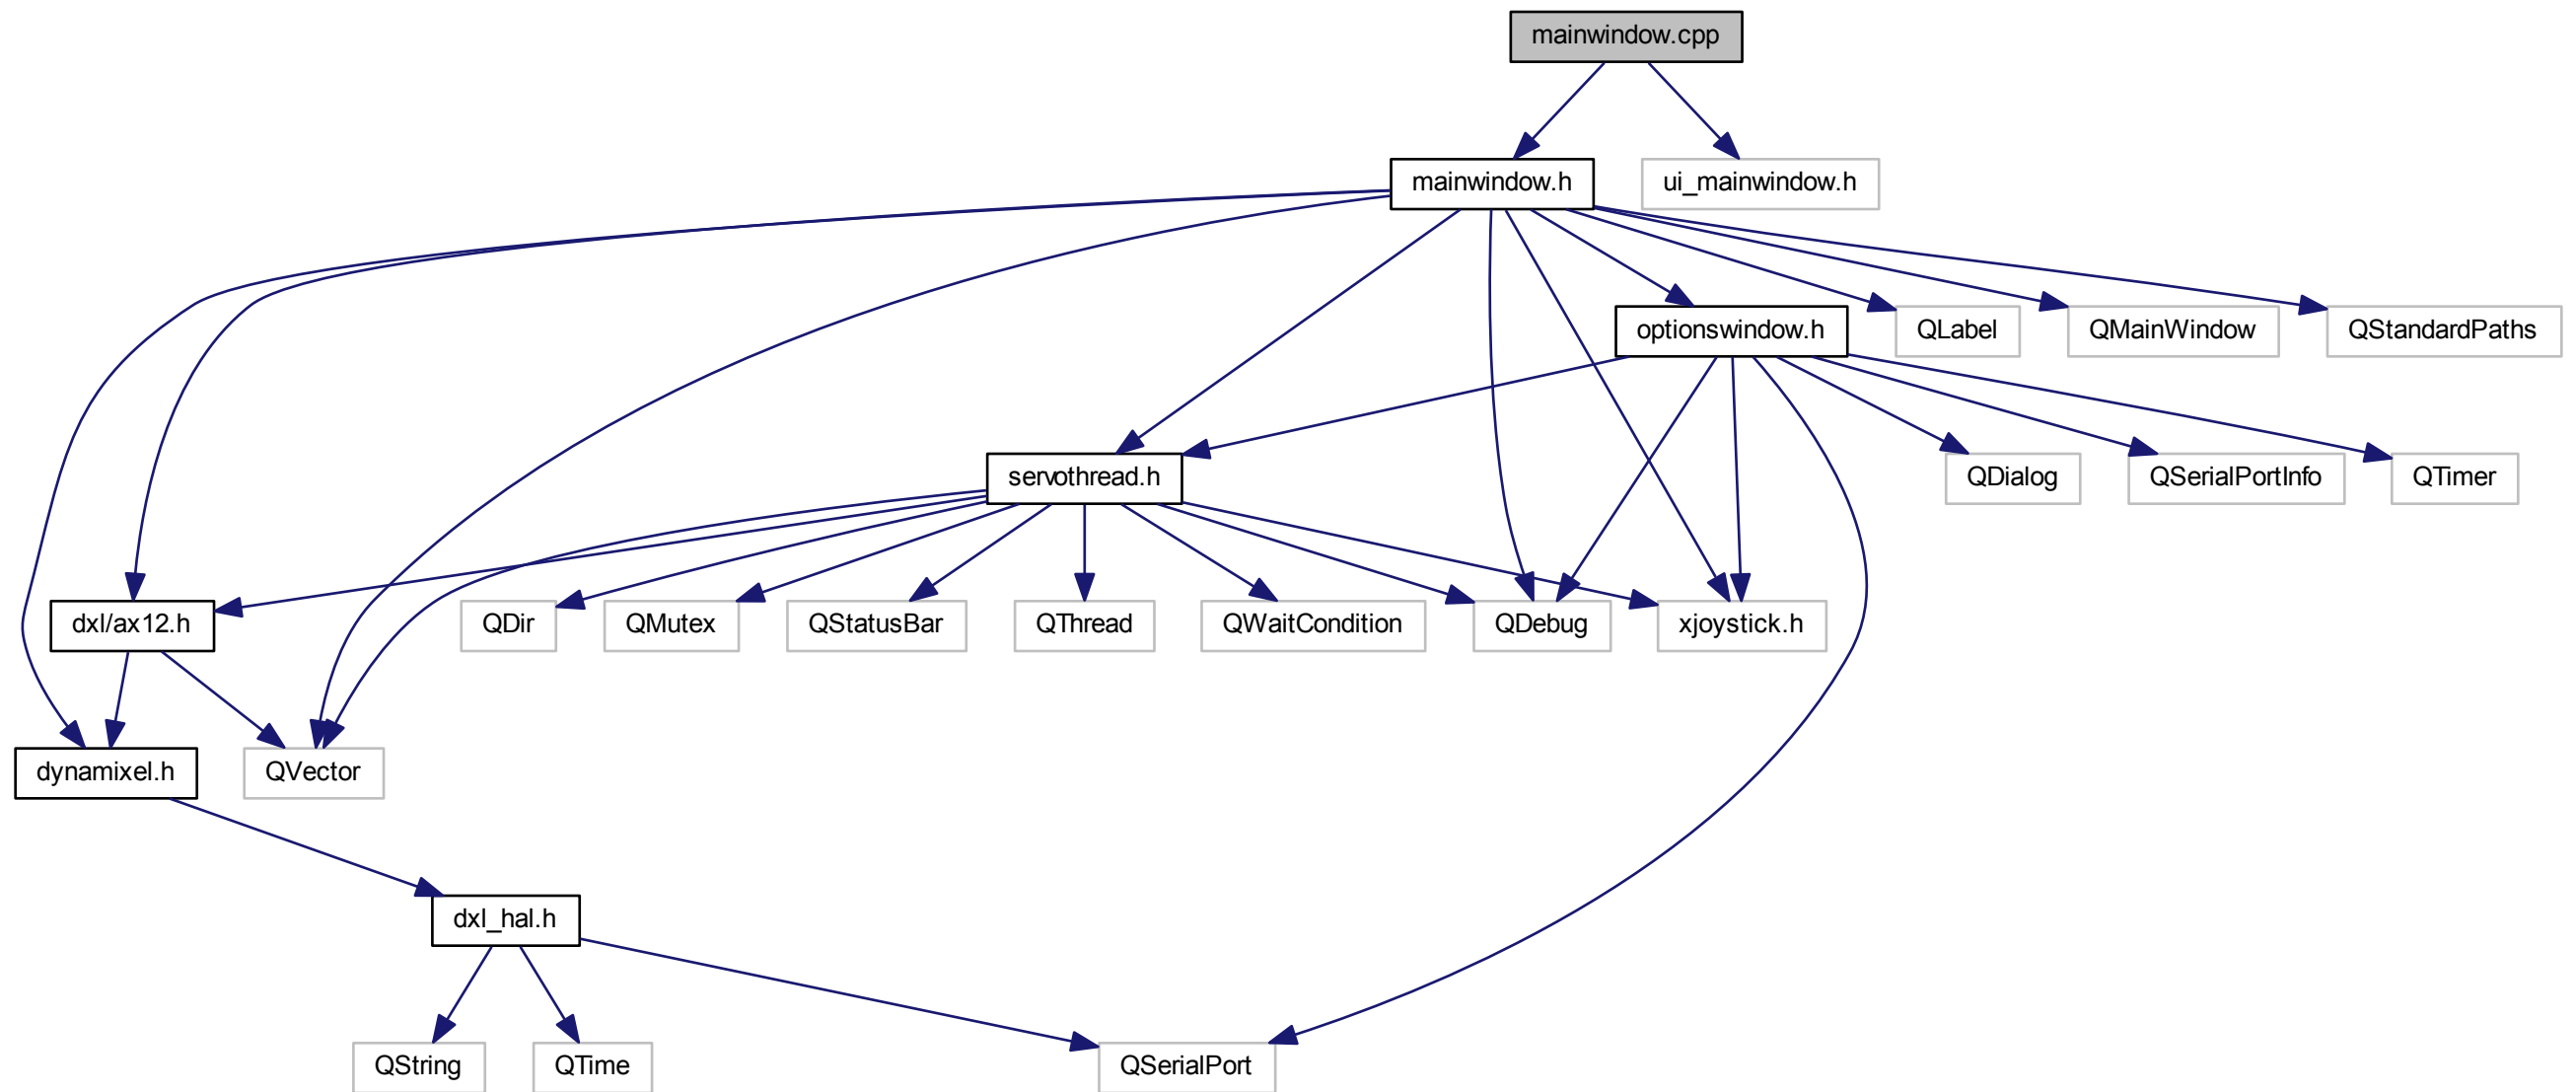 mainwindow.cpp
mainwindow.h
ui_mainwindow.h
optionswindow.h
QLabel
QMainWindow
QStandardPaths
servothread.h
QDialog
QSerialPortInfo
QTimer
dxl/ax12.h
QDir
QMutex
QStatusBar
QThread
QWaitCondition
QDebug
xjoystick.h
dynamixel.h
QVector
dxl_hal.h
QString
QTime
QSerialPort